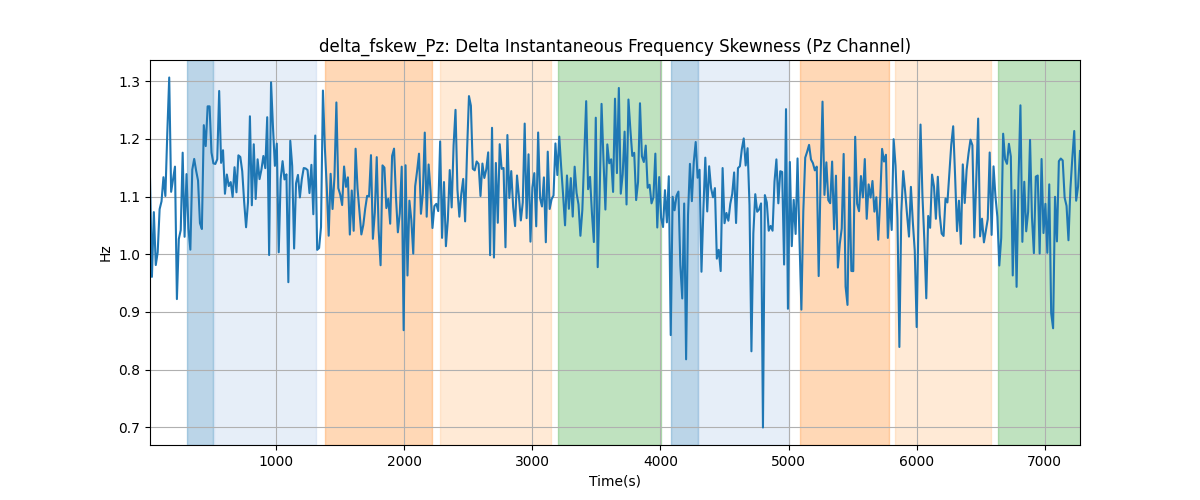 delta_fskew_Pz: Delta Instantaneous Frequency Skewness (Pz Channel)
1.3
1.2
1.1
1.0
0.9
0.8
0.7
Hz
1000 2000 3000 4000 5000 6000 7000
Time(s)